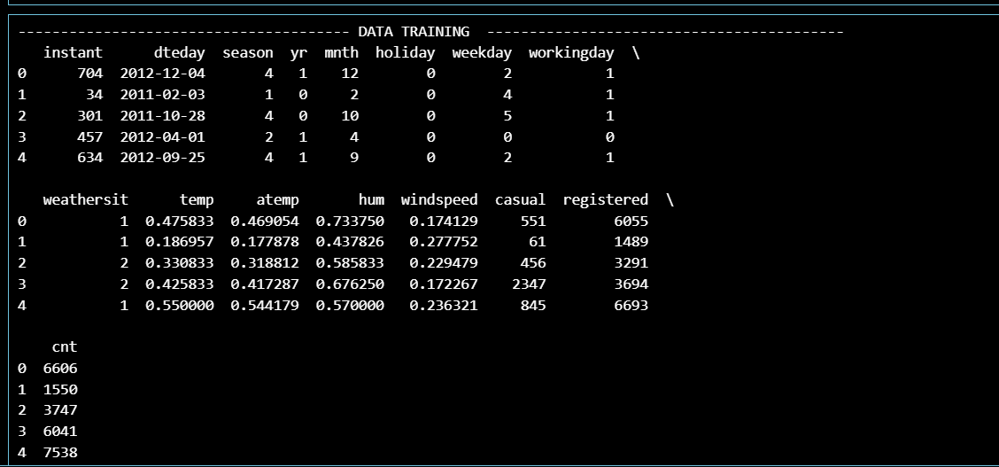 --------------------------------------- DATA TRAINING  ------------------------------------------
   instant      dteday  season  yr  mnth  holiday  weekday  workingday  \
0      704  2012-12-04       4   1    12        0        2           1
1       34  2011-02-03       1   0     2        0        4           1
2      301  2011-10-28       4   0    10        0        5           1
3      457  2012-04-01       2   1     4        0        0           0
4      634  2012-09-25       4   1     9        0        2           1
   weathersit      temp     atemp       hum  windspeed  casual  registered  \
0           1  0.475833  0.469054  0.733750   0.174129     551        6055
1           1  0.186957  0.177878  0.437826   0.277752      61        1489
2           2  0.330833  0.318812  0.585833   0.229479     456        3291
3           2  0.425833  0.417287  0.676250   0.172267    2347        3694
4           1  0.550000  0.544179  0.570000   0.236321     845        6693
    cnt
0  6606
1  1550
2  3747
3  6041
4  7538